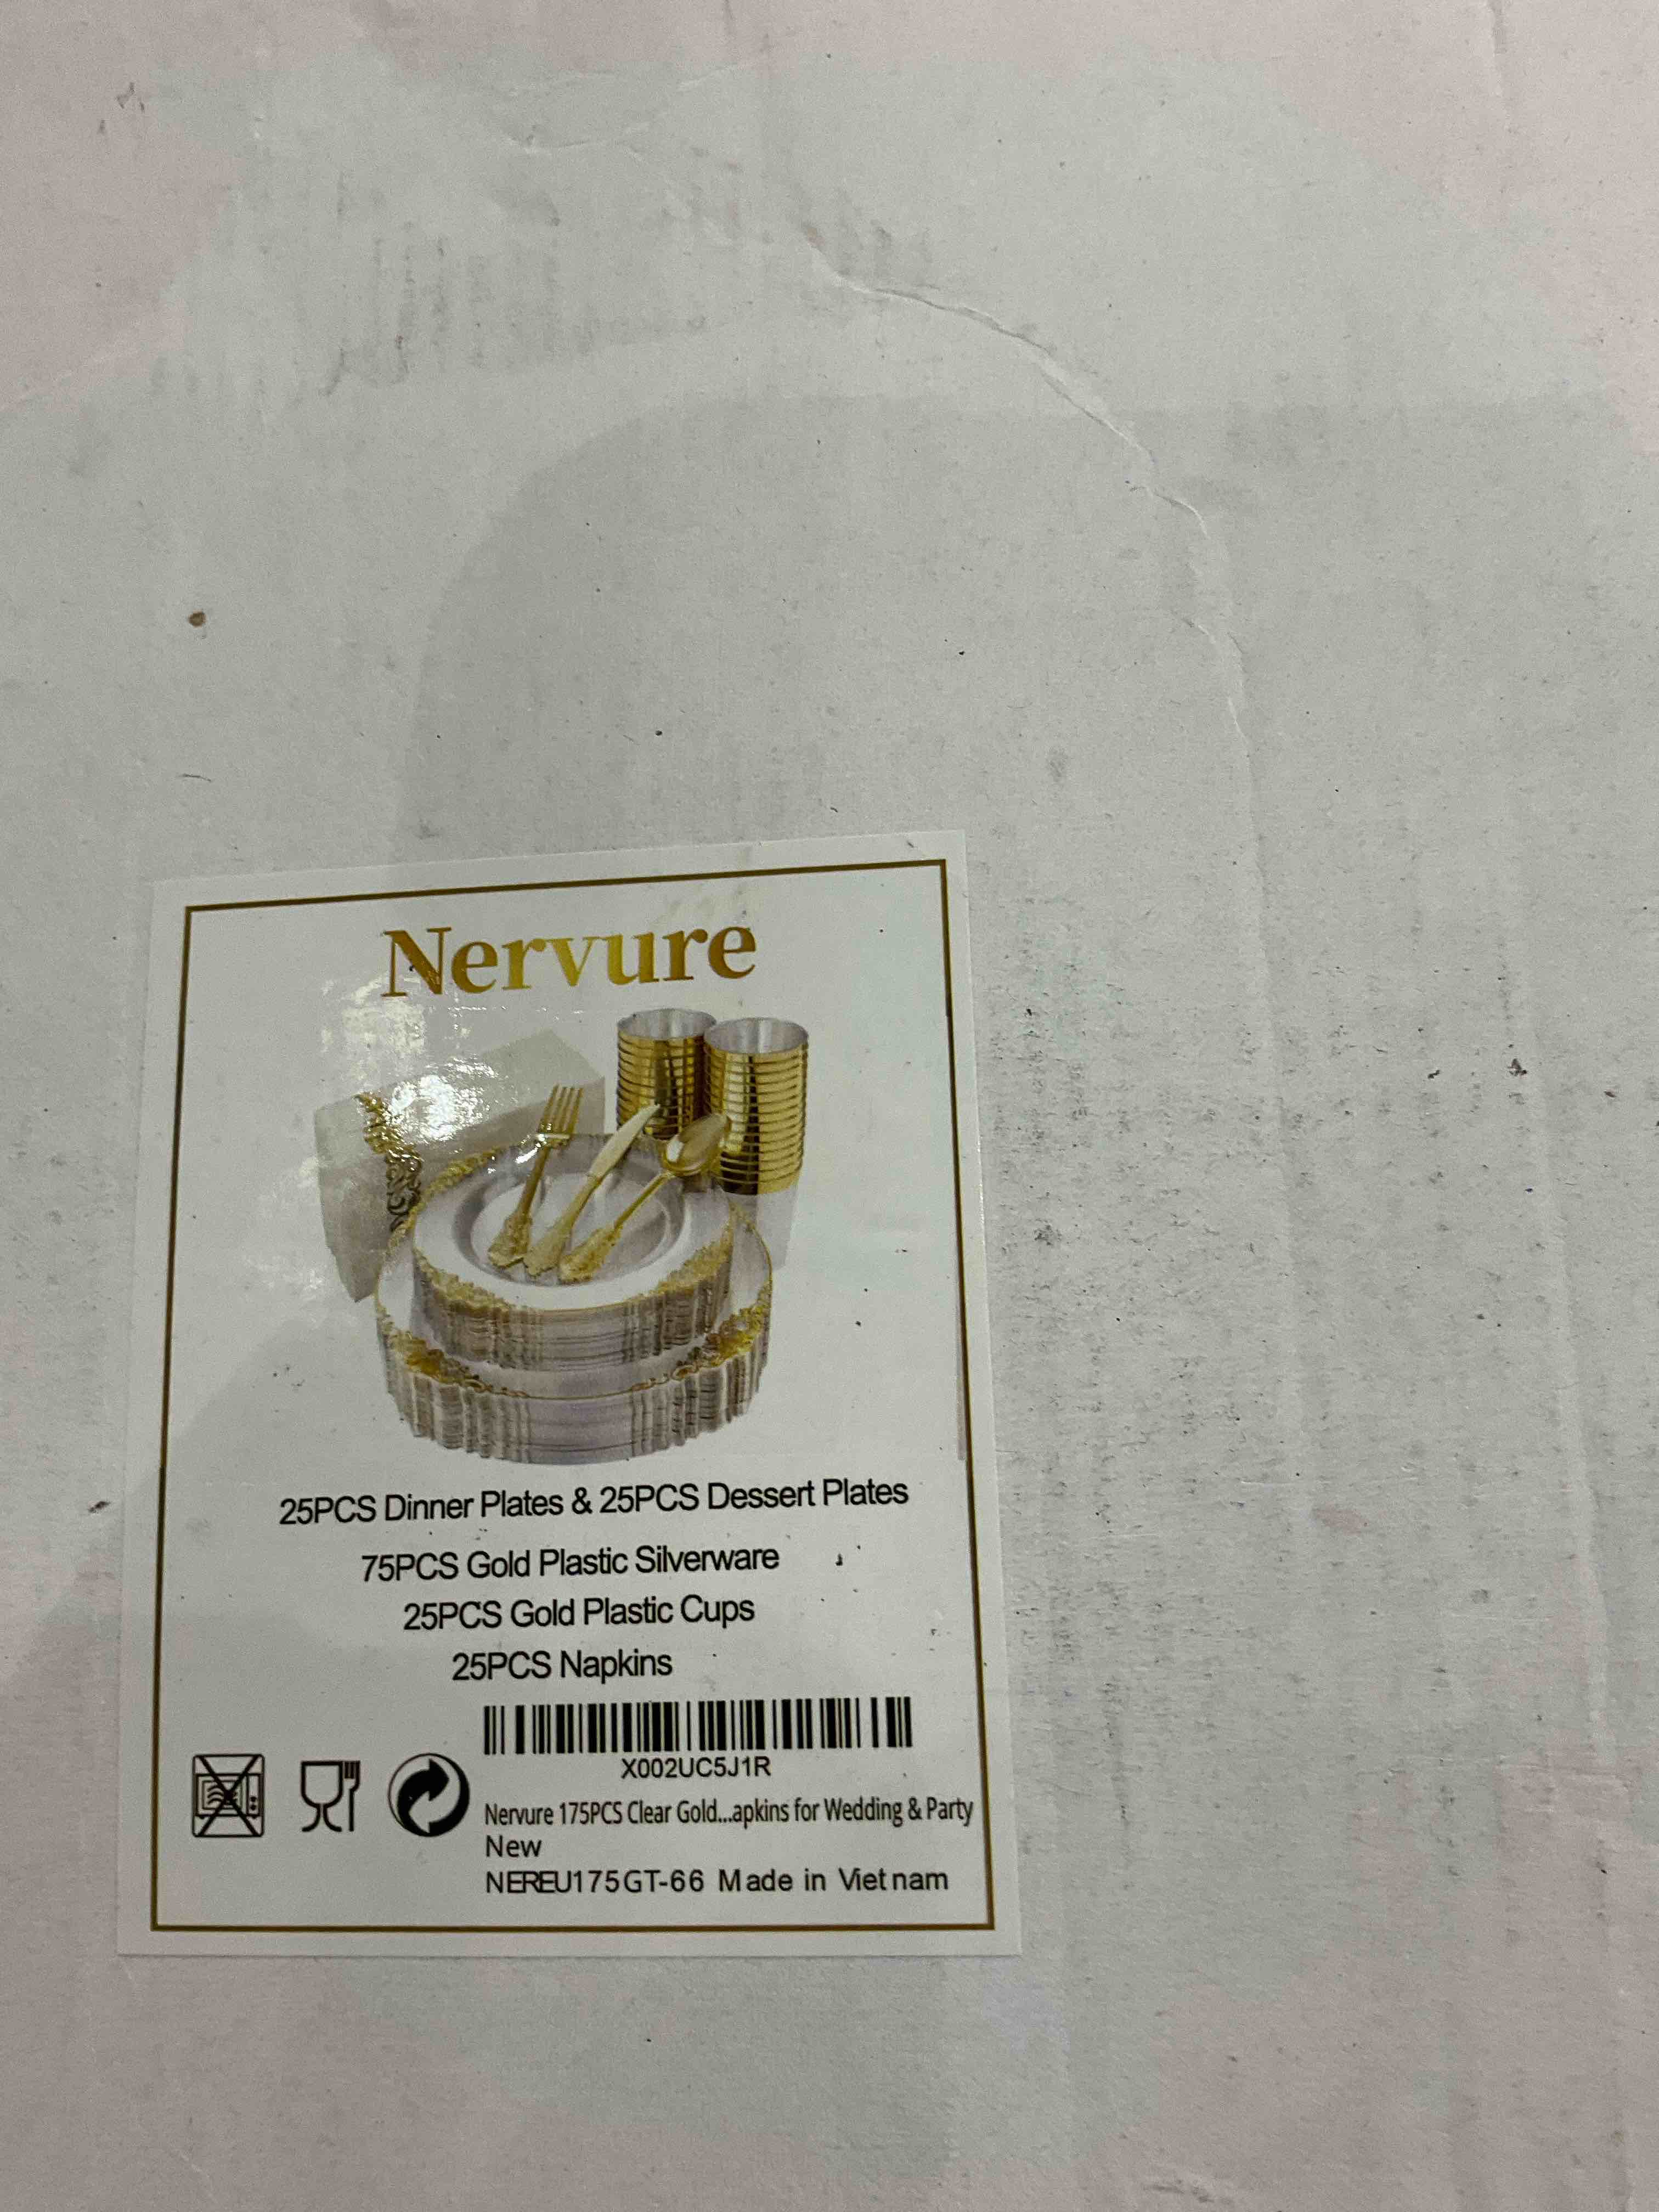 Nervure
25PCS Dinner Plates & 25PCS Dessert Plates
75PCS Gold Plastic Silverware
25PCS Gold Plastic Cups
25PCS Napkins
X002UC5J1R
Nervure 175PCS Clear Gold...apkins for Wedding & Party
New
NEREU175GT-66 Made in Vietnam